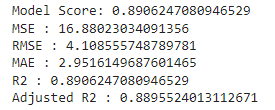 Model Score: 0.8906247080946529
MSE : 16.88023034091356
RMSE : 4.108555748789781
MAE : 2.9516149687601465
R2 : 0.8906247080946529
Adjusted R2 : 0.8895524013112671